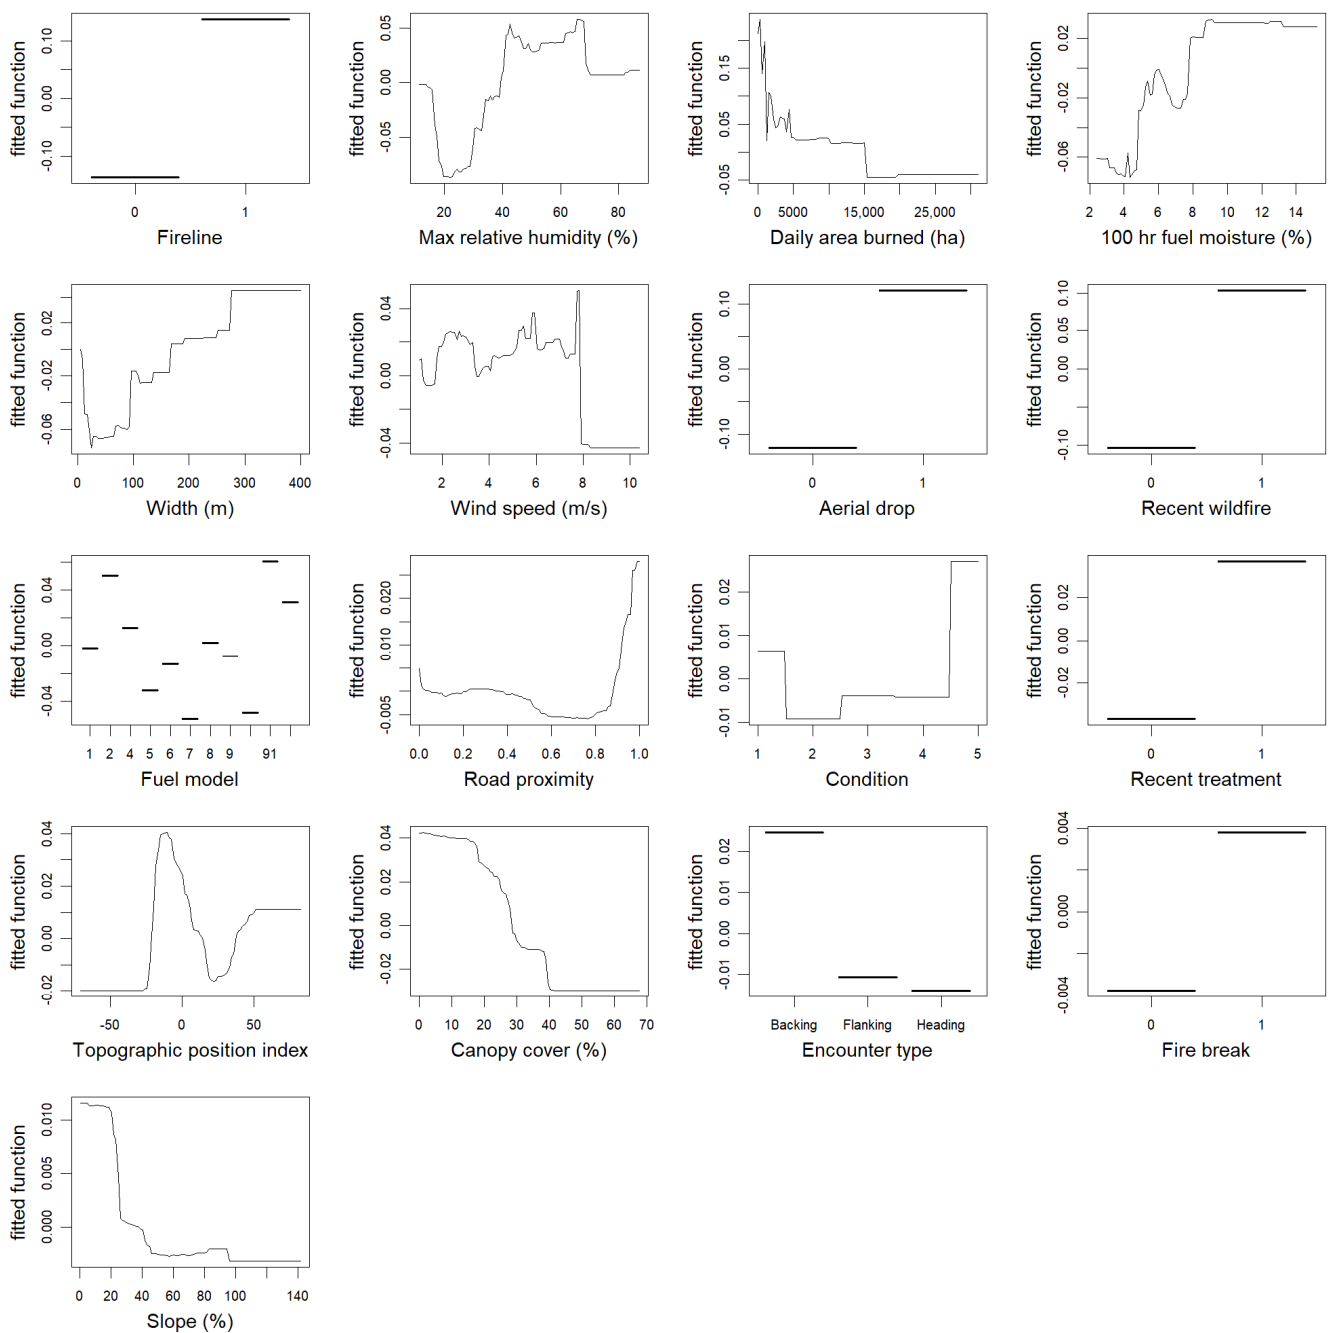 fitted function
-0.10 0.00 0.10
0 1
Fireline
fitted function
-0.05 0.00 0.05
20 40 60 80
Max relative humidity (%)
fitted function
-0.05 0.05 0.15
0 5000 15,000 25,000
Daily area burned (ha)
fitted function
-0.06 -0.02 0.02
2 4 6 8 10 12 14
100 hr fuel moisture (%)
fitted function
-0.06 -0.02 0.02
0 100 200 300 400
Width (m)
fitted function
-0.04 0.00 0.04
2 4 6 8 10
Wind speed (m/s)
fitted function
-0.10 0.00 0.10
0 1
Aerial drop
fitted function
-0.10 0.00 0.05 0.10
0 1
Recent wildfire
fitted function
-0.04 0.00 0.04
1 2 4 5 6 7 8 9 91
Fuel model
fitted function
-0.005 0.010 0.020
0.0 0.2 0.4 0.6 0.8 1.0
Road proximity
fitted function
-0.01 0.00 0.01 0.02
1 2 3 4 5
Condition
fitted function
-0.02 0.00 0.02
0 1
Recent treatment
fitted function
-0.02 0.00 0.02 0.04
-50 0 50
Topographic position index
fitted function
-0.02 0.00 0.02 0.04
0 10 20 30 40 50 60 70
Canopy cover (%)
fitted function
-0.01 0.00 0.01 0.02
Backing Flanking Heading
Encounter type
fitted function
-0.004 0.000 0.004
0 1
Fire break
fitted function
0.000 0.005 0.010
0 20 40 60 80 100 140
Slope (%)